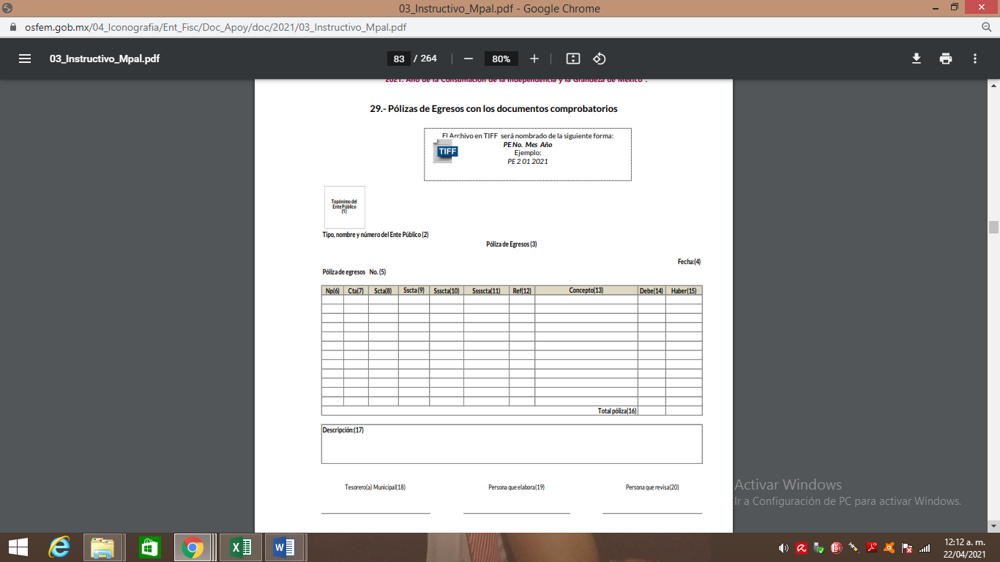 03_Instructivo_Mpal.pdf - Google Chrome
osfem.gob.mx/04_Iconografia/Ent_Fisc/Doc_Apoy/doc/2021/03_Instructivo_Mpal.pdf
03_Instructivo_Mpal.pdf
83 / 264
80%
2021. Año de la Consumación de la Independencia y la Grandeza de México".
29.- Pólizas de Egresos con los documentos comprobatorios
El Archivo en TIFF será nombrado de la siguiente forma:
TIFF
PE No. Mes Año
Ejemplo:
PE 2 01 2021
Topónimo del
Ente Público
(1)
Tipo, nombre y número del Ente Público (2)
Póliza de Egresos (3)
Fecha:(4)
Póliza de egresos No. (5)
Np(6) Cta(7) Scta(8) Sscta (9) Ssscta(10) Sssscta(11) Ref(12) Concepto(13) Debe(14) Haber(15)
Total póliza(16)
Descripción:(17)
Tesorero(a) Municipal(18) Persona que elabora(19) Persona que revisa(20)
Activar Windows
Ir a Configuración de PC para activar Windows.
12:12 a. m.
22/04/2021